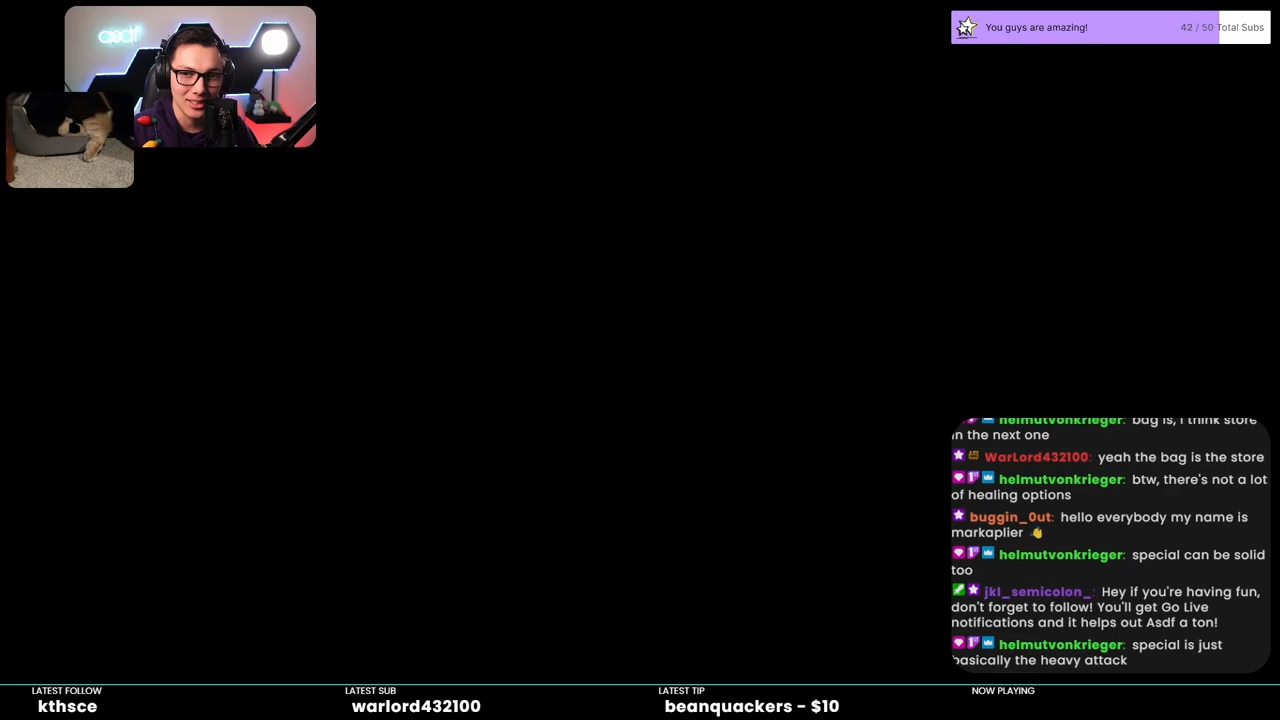 asdf
You guys are amazing!
42 / 50 Total Subs
helmutvonkrieger: bag is, i think store
in the next one
WarLord432100: yeah the bag is the store
helmutvonkrieger: btw, there's not a lot
of healing options
buggin_0ut: hello everybody my name is
markaplier 👋
helmutvonkrieger: special can be solid
too
jkl_semicolon_: Hey if you're having fun,
don't forget to follow! You'll get Go Live
notifications and it helps out Asdf a ton!
helmutvonkrieger: special is just
basically the heavy attack
LATEST FOLLOW
kthsce
LATEST SUB
warlord432100
LATEST TIP
beanquackers - $10
NOW PLAYING